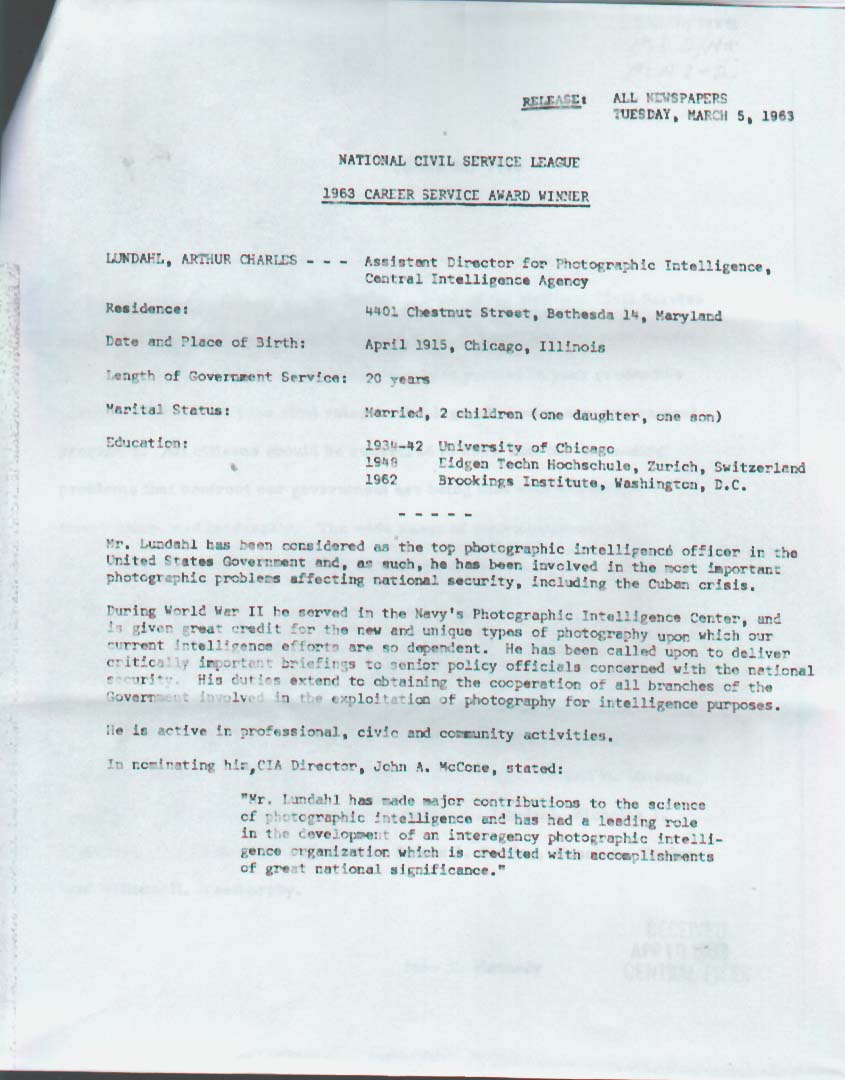 RELEASE: ALL NEWSPAPERS
TUESDAY, MARCH 5, 1963
NATIONAL CIVIL SERVICE LEAGUE
1963 CAREER SERVICE AWARD WINNER
LUNDAHL, ARTHUR CHARLES - - - Assistant Director for Photographic Intelligence,
Central Intelligence Agency
Residence: 4401 Chestnut Street, Bethesda 14, Maryland
Date and Place of Birth: April 1915, Chicago, Illinois
Length of Government Service: 20 years
Marital Status: Married, 2 children (one daughter, one son)
Education: 1934-42 University of Chicago
1948 Eidgen Techn Hochschule, Zurich, Switzerland
1962 Brookings Institute, Washington, D.C.
- - - - -
Mr. Lundahl has been considered as the top photographic intelligence officer in the
United States Government and, as such, he has been involved in the most important
photographic problems affecting national security, including the Cuban crisis.
During World War II he served in the Navy's Photographic Intelligence Center, and
is given great credit for the new and unique types of photography upon which our
current intelligence efforts are so dependent. He has been called upon to deliver
critically important briefings to senior policy officials concerned with the national
security. His duties extend to obtaining the cooperation of all branches of the
Government involved in the exploitation of photography for intelligence purposes.
He is active in professional, civic and community activities.
In nominating him, CIA Director, John A. McCone, stated:
"Mr. Lundahl has made major contributions to the science
of photographic intelligence and has had a leading role
in the development of an interagency photographic intelli-
gence organization which is credited with accomplishments
of great national significance."
RECEIVED
CENTRAL FILES